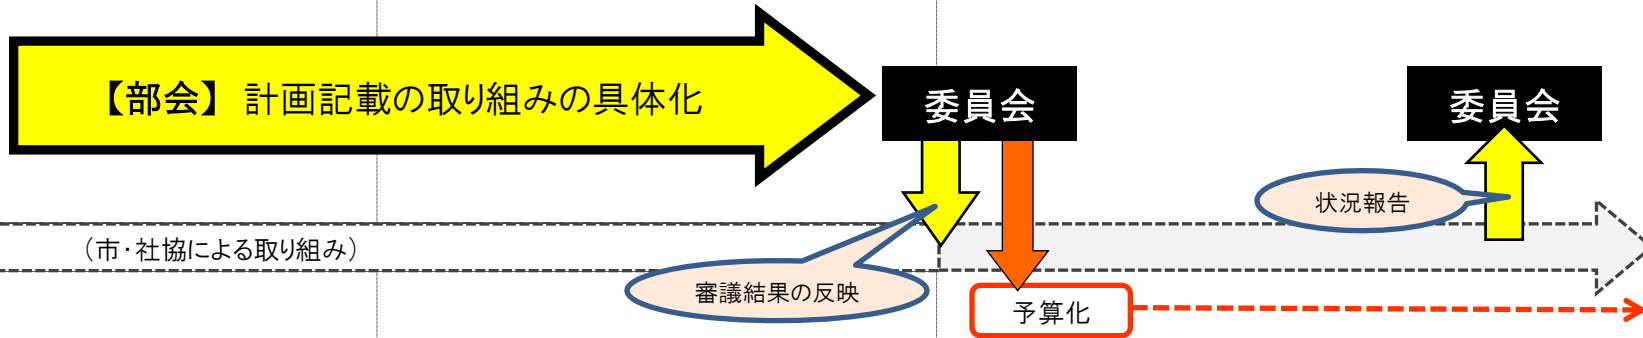 【部会】 計画記載の取り組みの具体化
委員会
委員会
状況報告
（市・社協による取り組み）
審議結果の反映
予算化